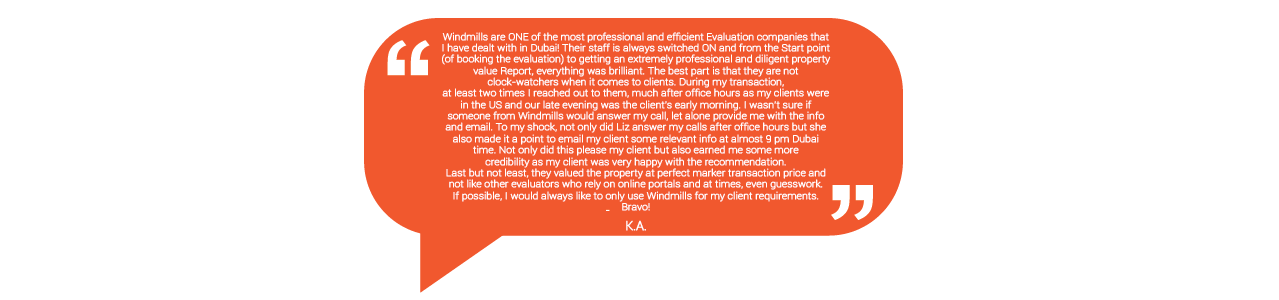 “
Windmills are ONE of the most professional and efficient Evaluation companies that
I have dealt with in Dubai! Their staff is always switched ON and from the Start point
(of booking the evaluation) to getting an extremely professional and diligent property
value Report, everything was brilliant. The best part is that they are not
clock-watchers when it comes to clients. During my transaction,
at least two times I reached out to them, much after office hours as my clients were
in the US and our late evening was the client's early morning. I wasn't sure if
someone from Windmills would answer my call, let alone provide me with the info
and email. To my shock, not only did Liz answer my calls after office hours but she
also made it a point to email my client some relevant info at almost 9 pm Dubai
time. Not only did this please my client but also earned me some more
credibility as my client was very happy with the recommendation.
Last but not least, they valued the property at perfect marker transaction price and
not like other evaluators who rely on online portals and at times, even guesswork.
If possible, I would always like to only use Windmills for my client requirements.
- Bravo!
”
K.A.